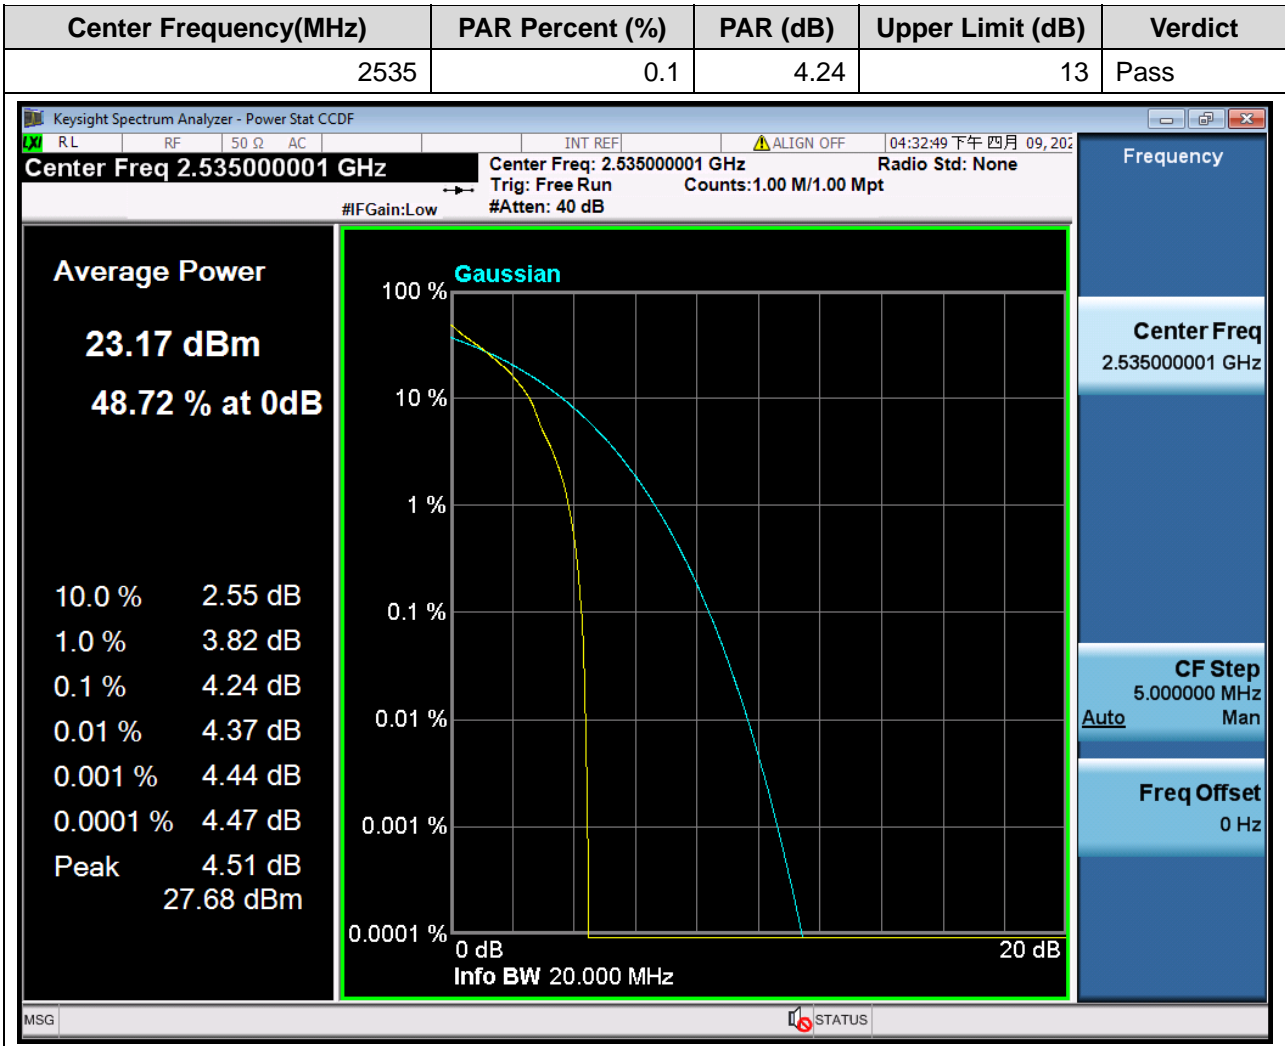 Center Frequency(MHz) PAR Percent (%) PAR (dB) Upper Limit (dB) Verdict
2535 0.1 4.24 13 Pass
Keysight Spectrum Analyzer - Power Stat CCDF
LXI RL RF 50 Ω AC INT REF ALIGN OFF 04:32:49 下午 四月 09, 202
Center Freq 2.535000001 GHz
Center Freq: 2.535000001 GHz Radio Std: None
Trig: Free Run Counts:1.00 M/1.00 Mpt
#IFGain:Low #Atten: 40 dB
Average Power
23.17 dBm
48.72 % at 0dB
10.0 % 2.55 dB
1.0 % 3.82 dB
0.1 % 4.24 dB
0.01 % 4.37 dB
0.001 % 4.44 dB
0.0001 % 4.47 dB
Peak 4.51 dB
27.68 dBm
Gaussian
100 %
10 %
1 %
0.1 %
0.01 %
0.001 %
0.0001 %
0 dB 20 dB
Info BW 20.000 MHz
Frequency
Center Freq
2.535000001 GHz
CF Step
5.000000 MHz
Auto Man
Freq Offset
0 Hz
MSG STATUS